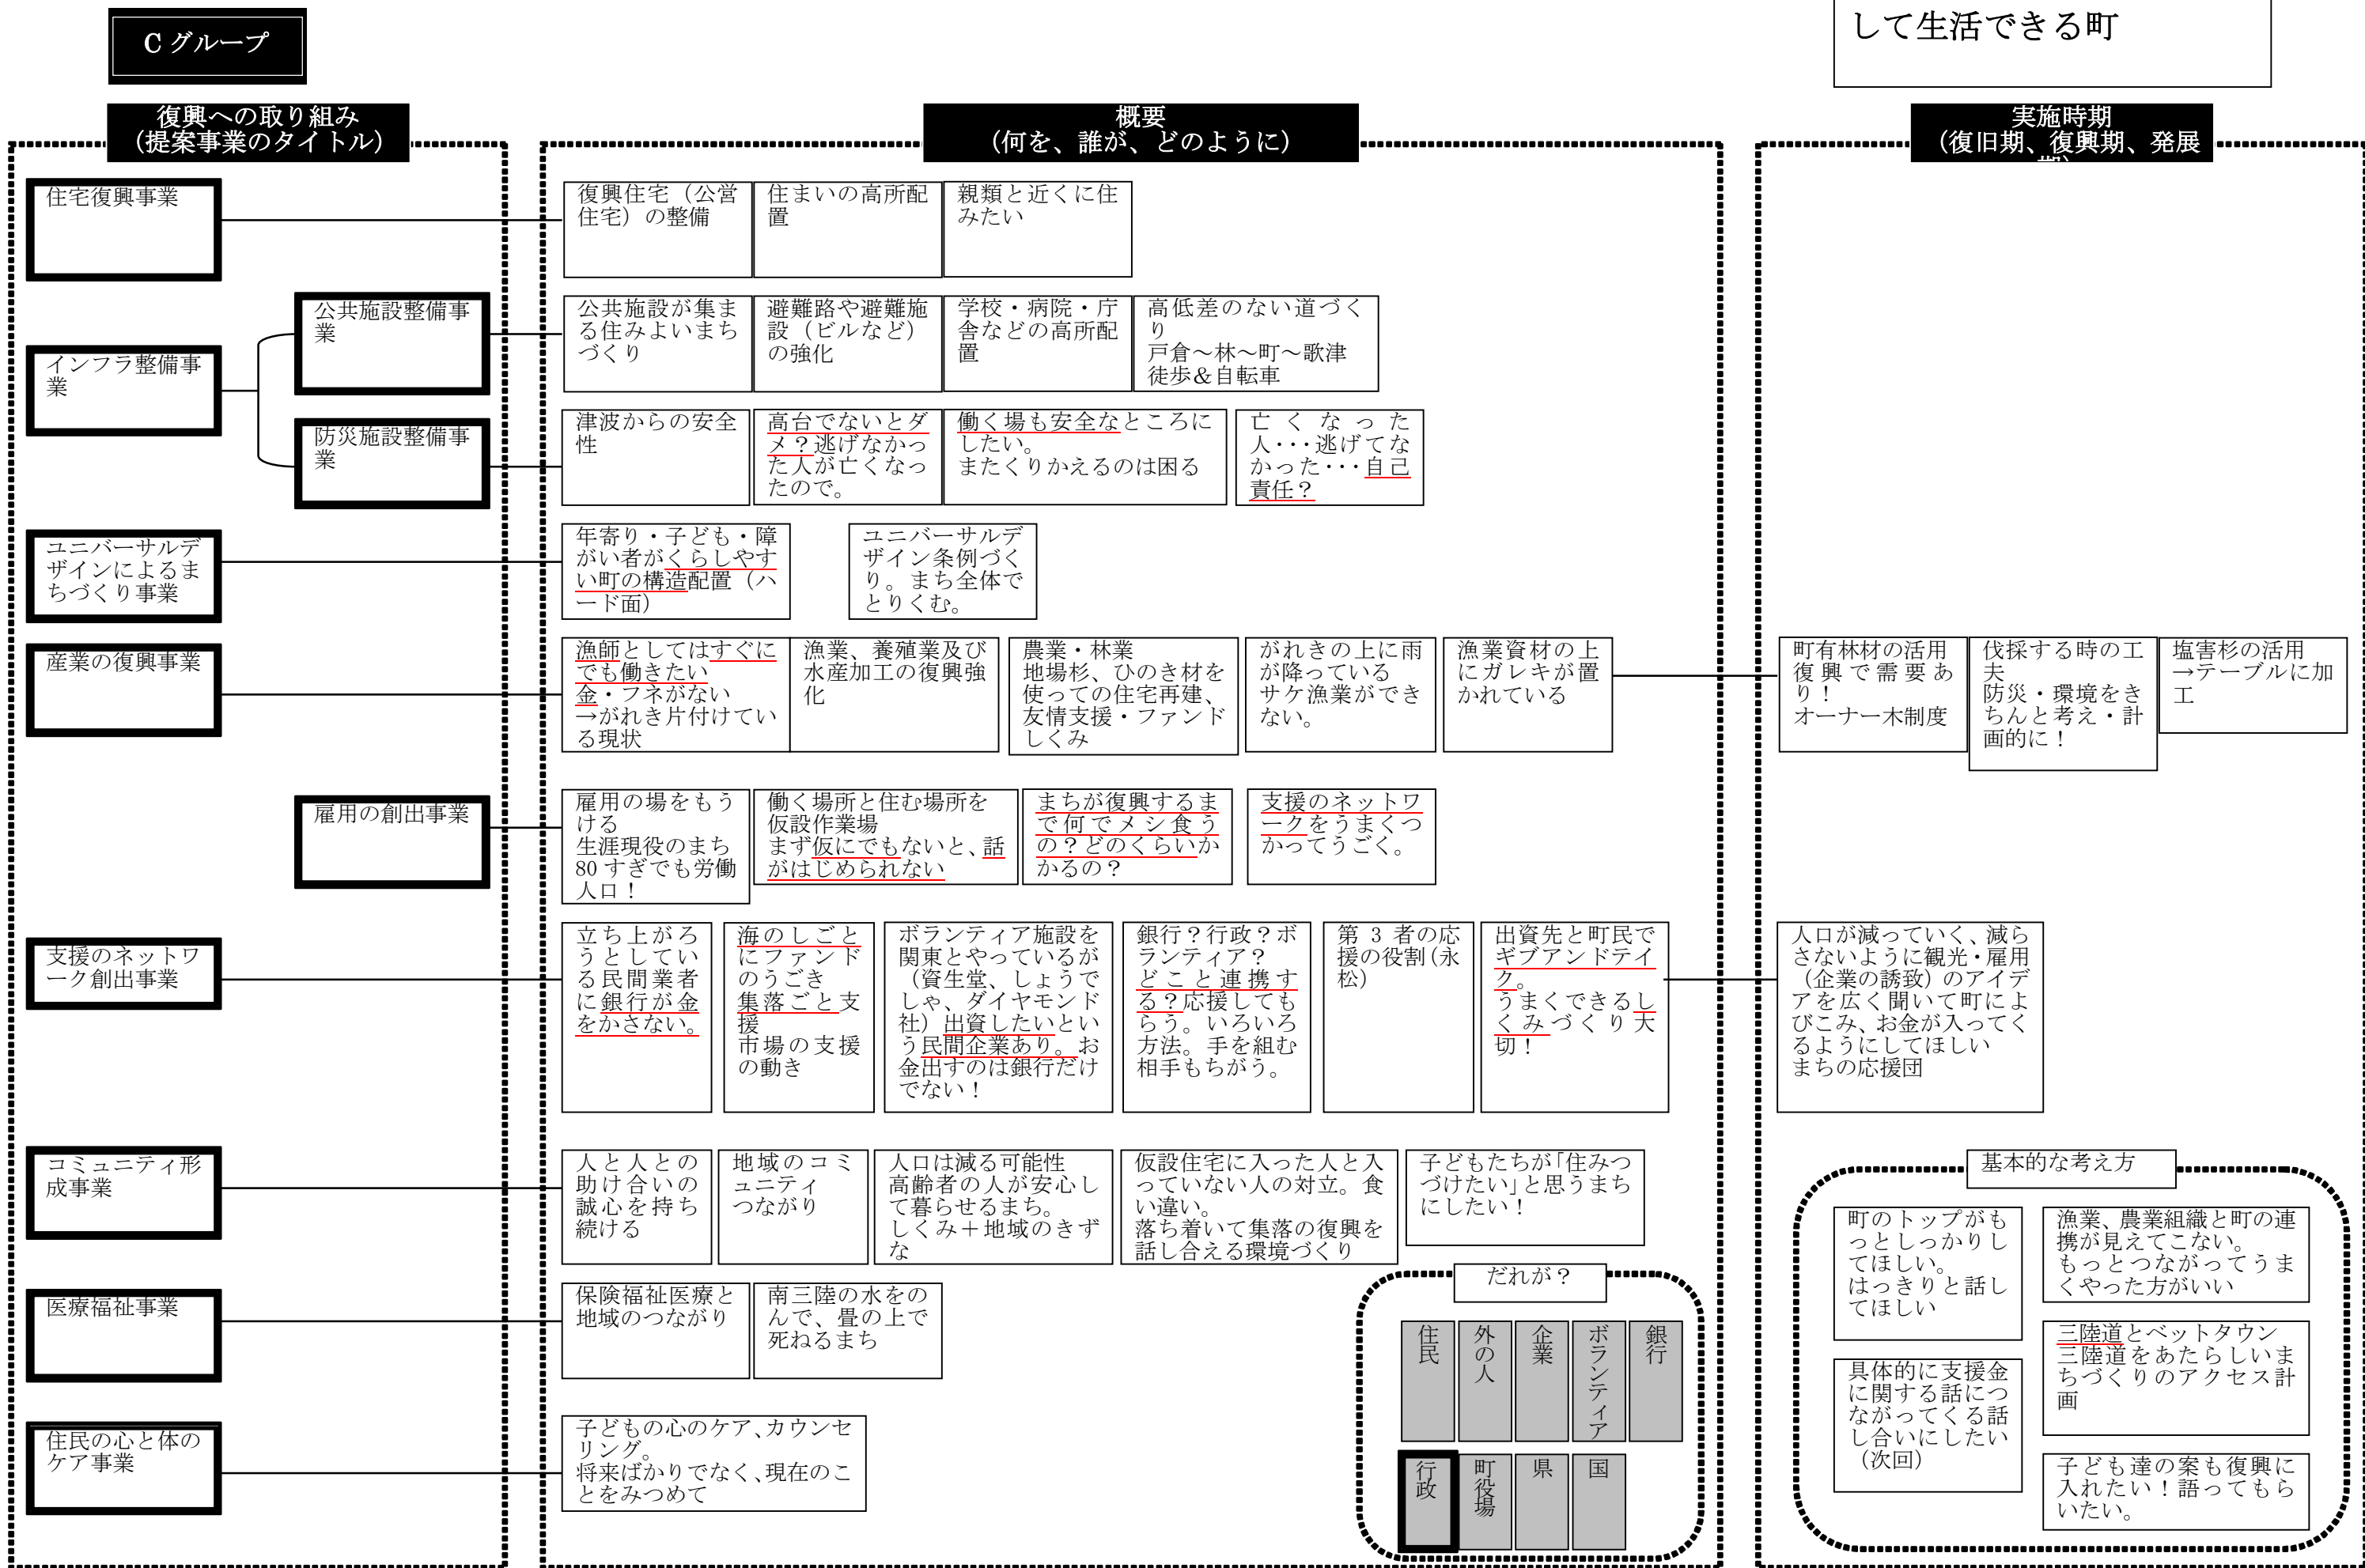 Cグループ
して生活できる町
復興への取り組み
（提案事業のタイトル）
概要
（何を、誰が、どのように）
実施時期
（復旧期、復興期、発展
住宅復興事業
復興住宅（公営
住宅）の整備
住まいの高所配
置
親類と近くに住
みたい
インフラ整備事
業
公共施設整備事
業
公共施設が集ま
る住みよいまち
づくり
避難路や避難施
設（ビルなど）
の強化
学校・病院・庁
舎などの高所配
置
高低差のない道づく
り
戸倉～林～町～歌津
徒歩＆自転車
防災施設整備事
業
津波からの安全
性
高台でないとダ
メ？逃げなかっ
た人が亡くなっ
たので。
働く場も安全なところに
したい。
またくりかえるのは困る
亡くなった
人・・・逃げてな
かった・・・自己
責任？
ユニバーサルデ
ザインによるま
ちづくり事業
年寄り・子ども・障
がい者がくらしやす
い町の構造配置（ハ
ード面）
ユニバーサルデ
ザイン条例づく
り。まち全体で
とりくむ。
産業の復興事業
漁師としてはすぐに
でも働きたい
金・フネがない
→がれき片付けてい
る現状
漁業、養殖業及び
水産加工の復興強
化
農業・林業
地場杉、ひのき材を
使っての住宅再建、
友情支援・ファンド
しくみ
がれきの上に雨
が降っている
サケ漁業ができ
ない。
漁業資材の上
にガレキが置
かれている
町有林材の活用
復興で需要あ
り！
オーナー木制度
伐採する時の工
夫
防災・環境をき
ちんと考え・計
画的に！
塩害杉の活用
→テーブルに加
工
雇用の創出事業
雇用の場をもう
ける
生涯現役のまち
80すぎでも労働
人口！
働く場所と住む場所を
仮設作業場
まず仮にでもないと、話
がはじめられない
まちが復興するま
で何でメシ食う
の？どのくらいか
かるの？
支援のネットワ
ークをうまくつ
かってうごく。
支援のネットワ
ーク創出事業
立ち上がろ
うとしてい
る民間業者
に銀行が金
をかさない。
海のしごと
にファンド
のうごき
集落ごと支
援
市場の支援
の動き
ボランティア施設を
関東とやっているが
（資生堂、しょうで
しゃ、ダイヤモンド
社）出資したいとい
う民間企業あり。お
金出すのは銀行だけ
でない！
銀行？行政？ボ
ランティア？
どこと連携す
る？応援しても
らう。いろいろ
方法。手を組む
相手もちがう。
第３者の応
援の役割（永
松）
出資先と町民で
ギブアンドテイ
ク。
うまくできるし
くみづくり大
切！
人口が減っていく、減ら
さないように観光・雇用
（企業の誘致）のアイデ
アを広く聞いて町によ
びこみ、お金が入ってく
るようにしてほしい
まちの応援団
コミュニティ形
成事業
人と人との
助け合いの
誠心を持ち
続ける
地域のコミ
ュニティ
つながり
人口は減る可能性
高齢者の人が安心し
て暮らせるまち。
しくみ＋地域のきず
な
仮設住宅に入った人と入
っていない人の対立。食
い違い。
落ち着いて集落の復興を
話し合える環境づくり
子どもたちが「住みつ
づけたい」と思うまち
にしたい！
医療福祉事業
保険福祉医療と
地域のつながり
南三陸の水をの
んで、畳の上で
死ねるまち
住民の心と体の
ケア事業
子どもの心のケア、カウンセ
リング。
将来ばかりでなく、現在のこ
とをみつめて
だれが？
住民
外の人
企業
ボランティア
銀行
行政
町役場
県
国
基本的な考え方
町のトップがも
っとしっかりし
てほしい。
はっきりと話し
てほしい
漁業、農業組織と町の連
携が見えてこない。
もっとつながってうま
くやった方がいい
具体的に支援金
に関する話につ
ながってくる話
し合いにしたい
（次回）
三陸道とベットタウン
三陸道をあたらしいま
ちづくりのアクセス計
画
子ども達の案も復興に
入れたい！語ってもら
いたい。